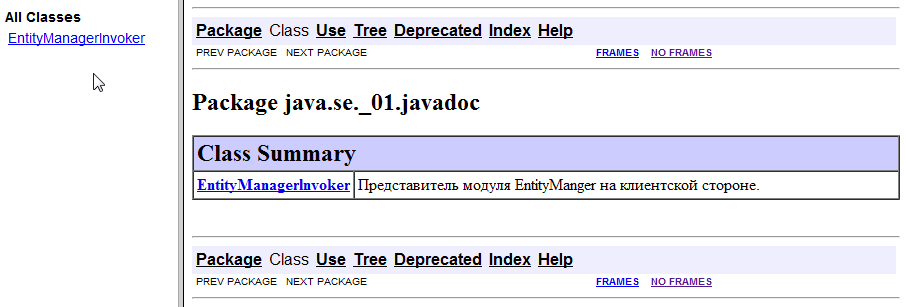 All Classes
EntityManagerInvoker
Package Class Use Tree Deprecated Index Help
PREV PACKAGE NEXT PACKAGE FRAMES NO FRAMES
Package java.se._01.javadoc
Class Summary
EntityManagerInvoker Представитель модуля EntityManger на клиентской стороне.
Package Class Use Tree Deprecated Index Help
PREV PACKAGE NEXT PACKAGE FRAMES NO FRAMES